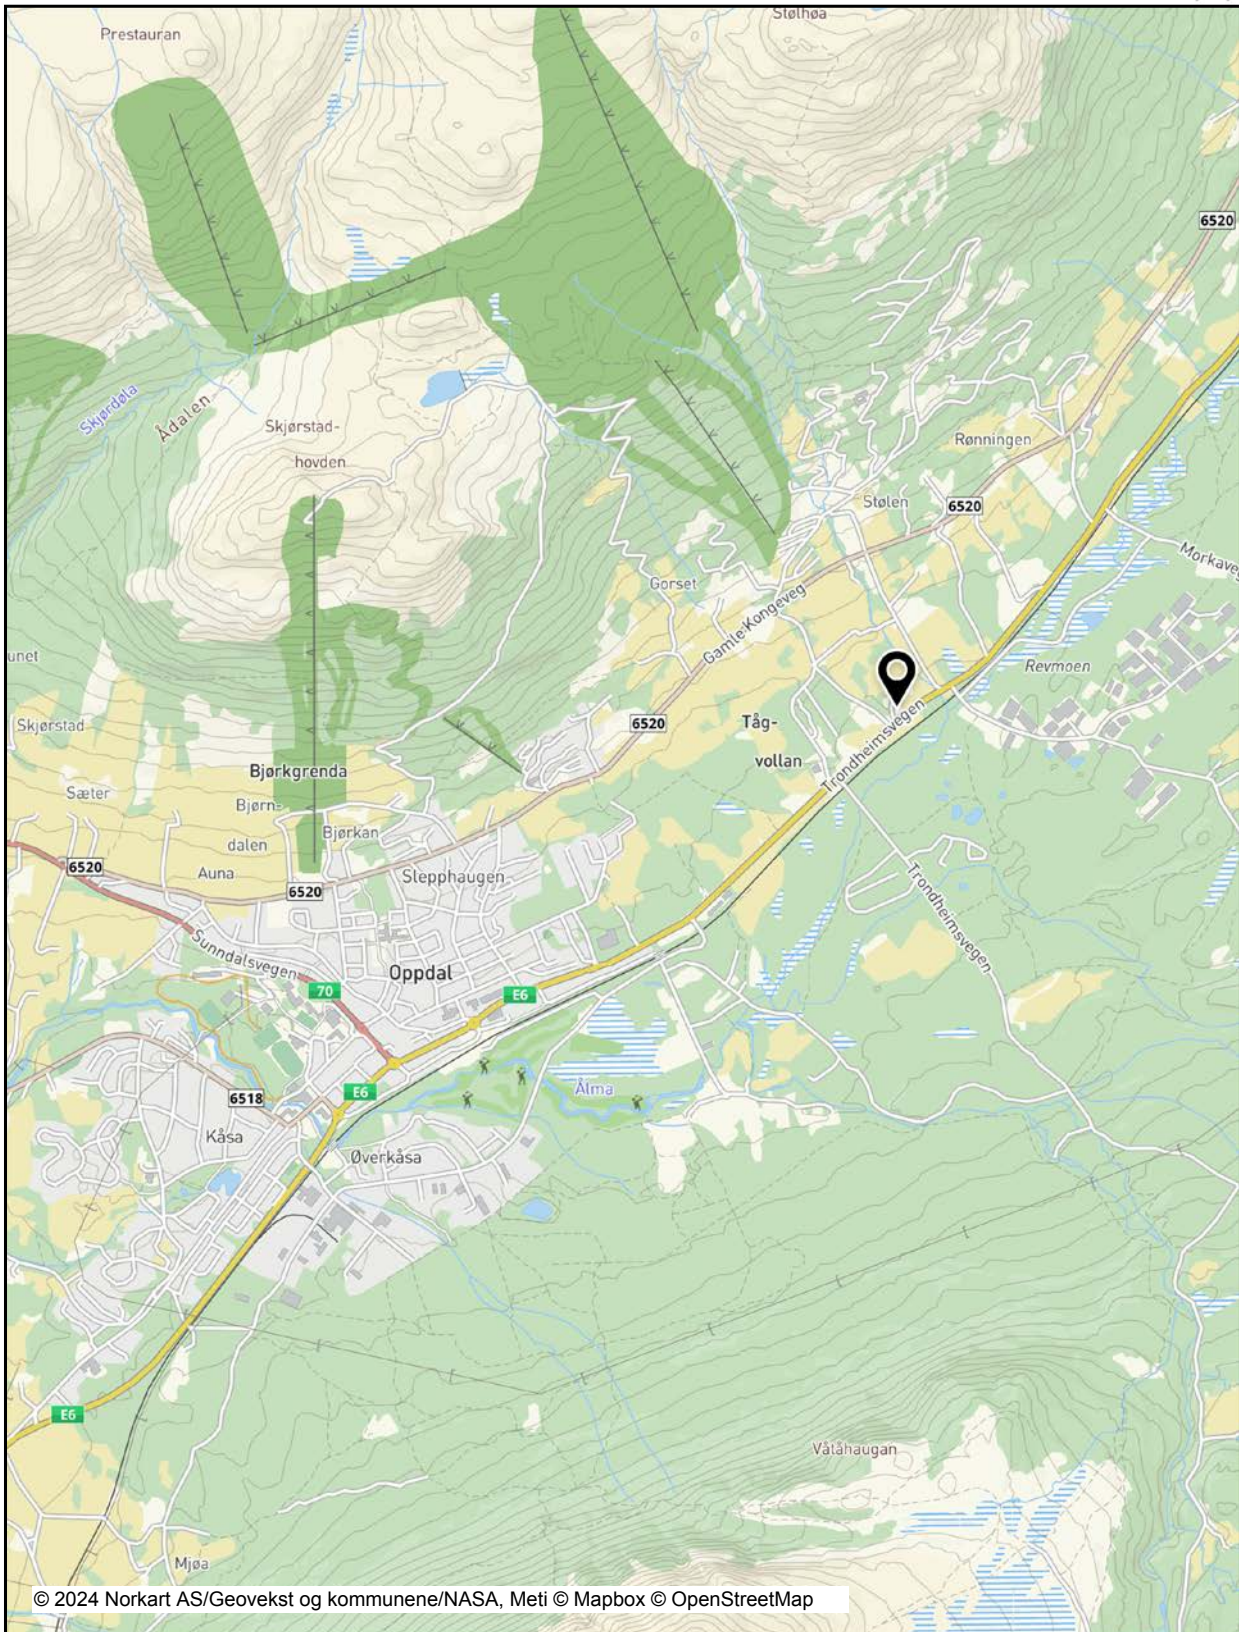 Prestauran
Stølhøa
6520
Skjørdøla
Ådalen
Skjørstad-
hovden
Rønningen
Stølen
6520
Morkaveg
Gorset
Gamle Kongeveg
unet
Revmoen
Skjørstad
6520
Tåg-
vollan
Trondheimsvegen
Bjørkgrenda
Sæter
Bjørn-
dalen
Bjørkan
6520
Auna
6520
Slepphaugen
Trondheimsvegen
Sunndalsvegen
Oppdal
70
E6
E6
Ålma
6518
Kåsa
Øverkåsa
E6
Våtåhaugan
Mjøa
© 2024 Norkart AS/Geovekst og kommunene/NASA, Meti © Mapbox © OpenStreetMap